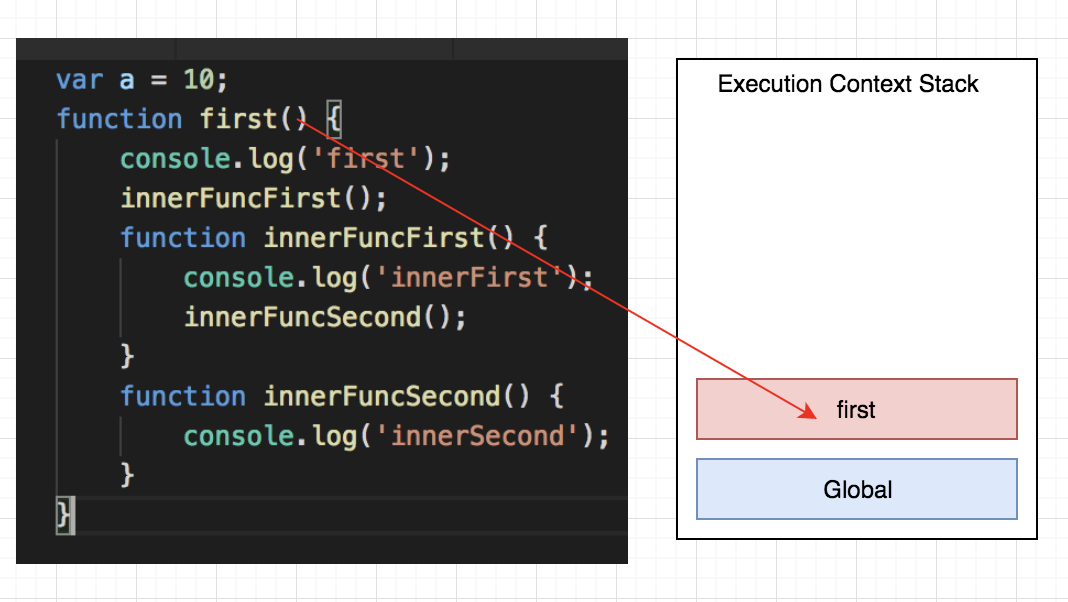 var a = 10;
function first() {
    console.log('first');
    innerFuncFirst();
    function innerFuncFirst() {
        console.log('innerFirst');
        innerFuncSecond();
    }
    function innerFuncSecond() {
        console.log('innerSecond');
    }
}
Execution Context Stack
first
Global